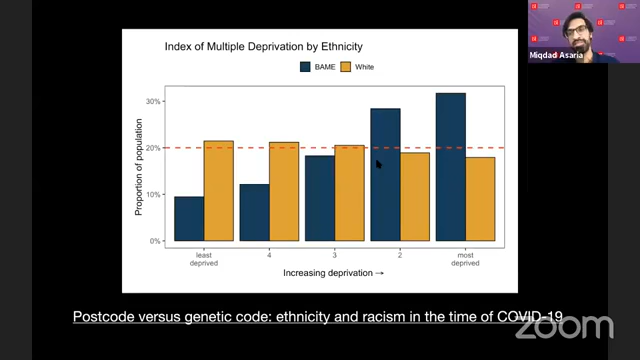 Index of Multiple Deprivation by Ethnicity
BAME White
Proportion of population
30%
20%
10%
0%
least deprived
4
3
2
most deprived
Increasing deprivation →
Postcode versus genetic code: ethnicity and racism in the time of COVID-19
Miqdad Asaria
zoom